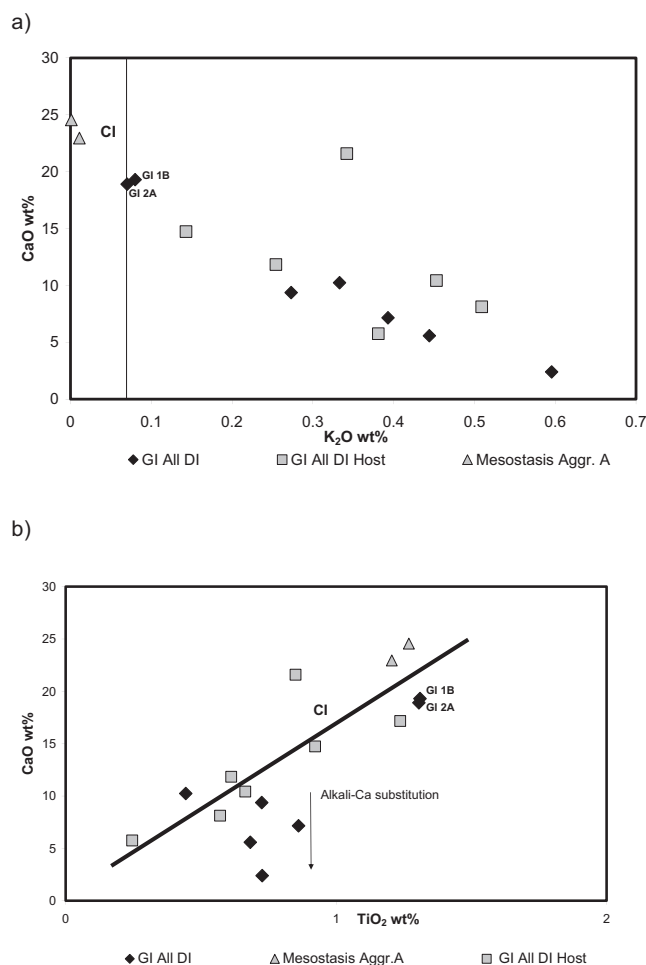 a)
30
25
20
15
10
5
0
CaO wt%
CI
GI 1B
GI 2A
0 0.1 0.2 0.3 0.4 0.5 0.6 0.7
K₂O wt%
GI All DI GI All DI Host Mesostasis Aggr. A
b)
30
25
20
15
10
5
0
CaO wt%
CI
GI 1B
GI 2A
Alkali-Ca substitution
0 1 2
TiO₂ wt%
GI All DI Mesostasis Aggr.A GI All DI Host